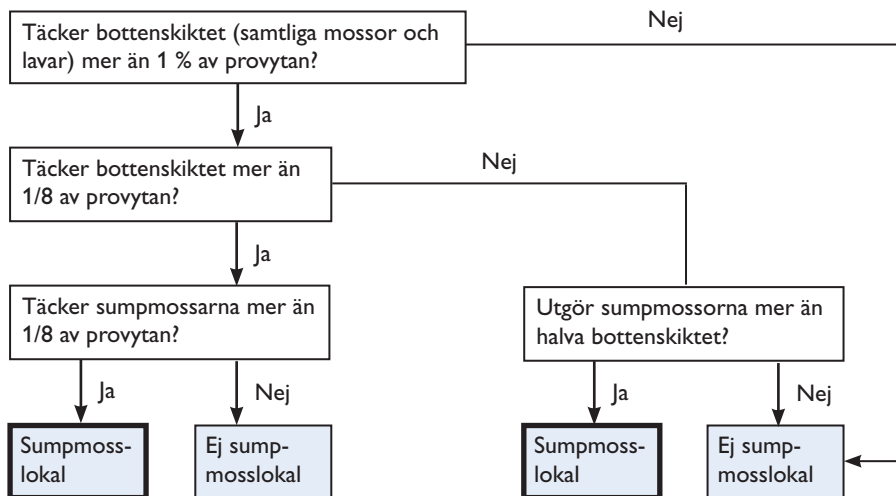 Täcker bottenskiktet (samtliga mossor och
lavar) mer än 1 % av provytan?
Nej
Ja
Täcker bottenskiktet mer än
1/8 av provytan?
Nej
Ja
Täcker sumpmossarna mer än
1/8 av provytan?
Utgör sumpmossorna mer än
halva bottenskiktet?
Ja
Nej
Ja
Nej
Sumpmoss-
lokal
Ej sump-
mosslokal
Sumpmoss-
lokal
Ej sump-
mosslokal